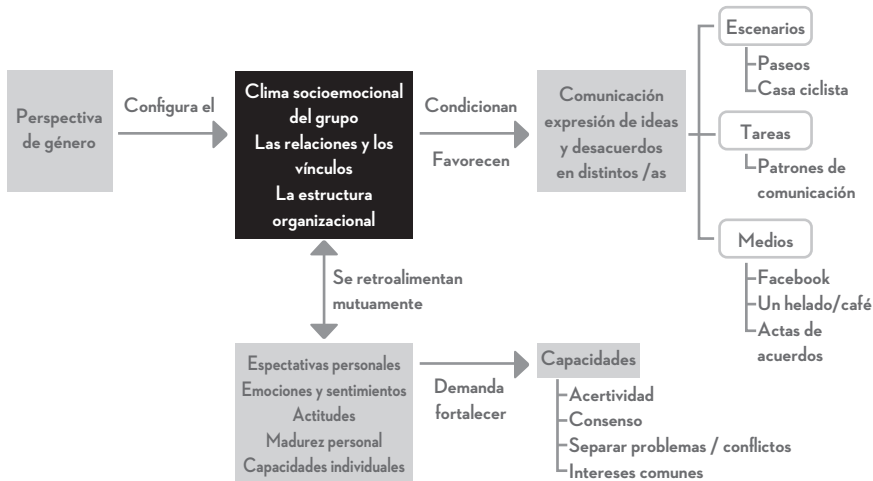 Perspectiva
de género
Configura el
Clima socioemocional
del grupo
Las relaciones y los
vínculos
La estructura
organizacional
Condicionan
Favorecen
Comunicación
expresión de ideas
y desacuerdos
en distintos /as
Escenarios
Paseos
Casa ciclista
Tareas
Patrones de
comunicación
Medios
Facebook
Un helado/café
Actas de
acuerdos
Se retroalimentan
mutuamente
Espectativas personales
Emociones y sentimientos
Actitudes
Madurez personal
Capacidades individuales
Demanda
fortalecer
Capacidades
Acertividad
Consenso
Separar problemas / conflictos
Intereses comunes